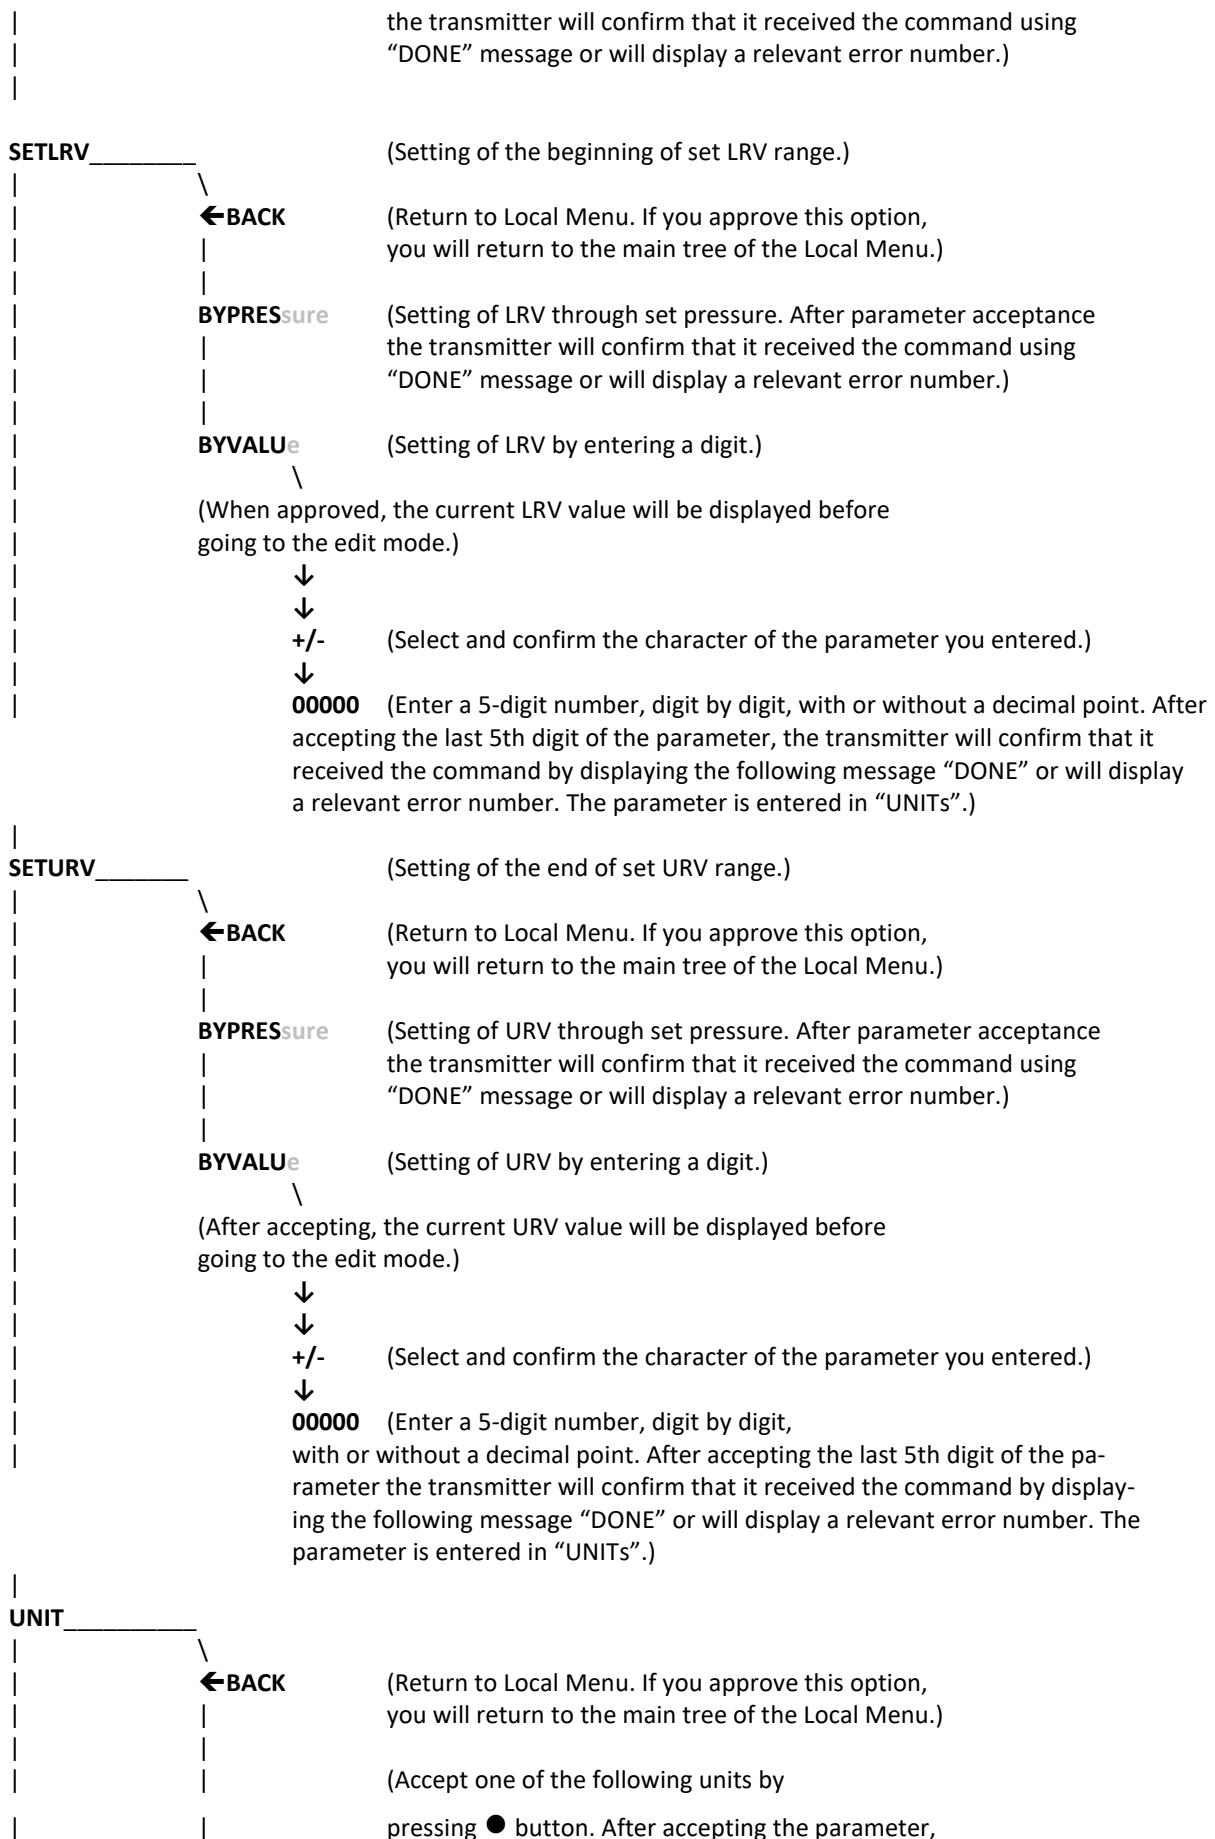 | the transmitter will confirm that it received the command using
| “DONE” message or will display a relevant error number.)
|
SETLRV________ (Setting of the beginning of set LRV range.)
| \
| 🡰BACK (Return to Local Menu. If you approve this option,
| | you will return to the main tree of the Local Menu.)
| |
| BYPRESsure (Setting of LRV through set pressure. After parameter acceptance
| | the transmitter will confirm that it received the command using
| | “DONE” message or will display a relevant error number.)
| |
| BYVALUe (Setting of LRV by entering a digit.)
| \
| (When approved, the current LRV value will be displayed before
| going to the edit mode.)
| ↓
| ↓
| +/- (Select and confirm the character of the parameter you entered.)
| ↓
| 00000 (Enter a 5-digit number, digit by digit, with or without a decimal point. After
accepting the last 5th digit of the parameter, the transmitter will confirm that it
received the command by displaying the following message “DONE” or will display
a relevant error number. The parameter is entered in “UNITs”.)
|
SETURV_______ (Setting of the end of set URV range.)
| \
| 🡰BACK (Return to Local Menu. If you approve this option,
| | you will return to the main tree of the Local Menu.)
| |
| BYPRESsure (Setting of URV through set pressure. After parameter acceptance
| | the transmitter will confirm that it received the command using
| | “DONE” message or will display a relevant error number.)
| |
| BYVALUe (Setting of URV by entering a digit.)
| \
| (After accepting, the current URV value will be displayed before
| going to the edit mode.)
| ↓
| ↓
| +/- (Select and confirm the character of the parameter you entered.)
| ↓
| 00000 (Enter a 5-digit number, digit by digit,
| with or without a decimal point. After accepting the last 5th digit of the pa-
rameter the transmitter will confirm that it received the command by display-
ing the following message “DONE” or will display a relevant error number. The
parameter is entered in “UNITs”.)
|
UNIT__________
| \
| 🡰BACK (Return to Local Menu. If you approve this option,
| | you will return to the main tree of the Local Menu.)
| |
| | (Accept one of the following units by
| | pressing ● button. After accepting the parameter,